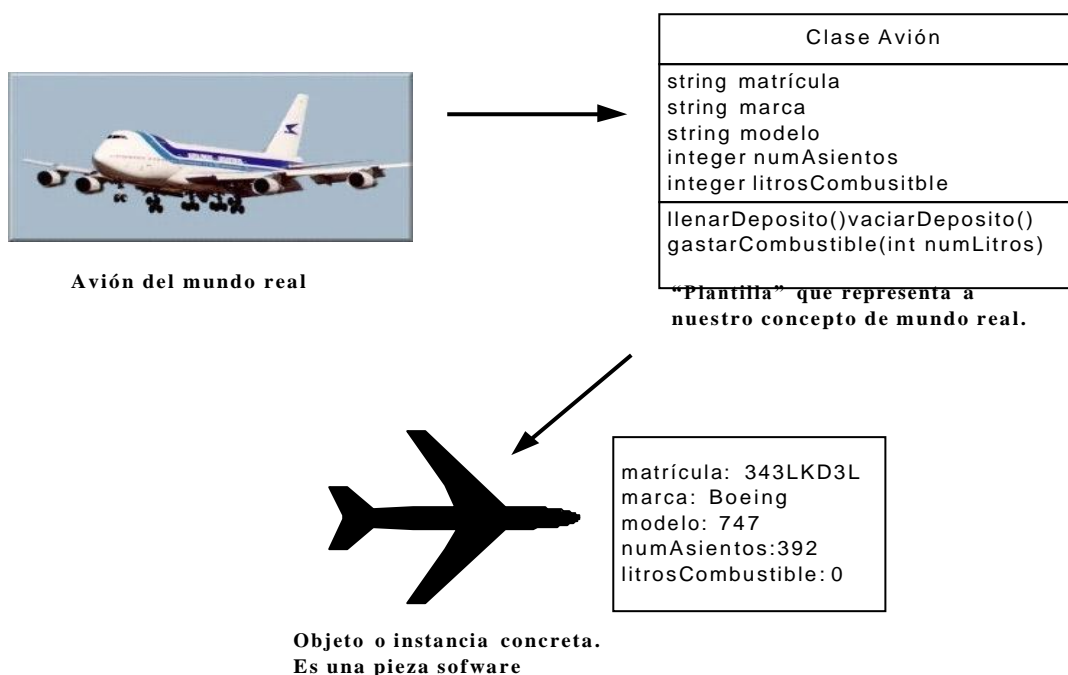 Clase Avión
string matrícula
string marca
string modelo
integer numAsientos
integer litrosCombusitble
llenarDeposito()vaciarDeposito()
gastarCombustible(int numLitros)
Avión del mundo real
“Plantilla” que representa a
nuestro concepto de mundo real.
matrícula: 343LKD3L
marca: Boeing
modelo: 747
numAsientos:392
litrosCombustible: 0
Objeto o instancia concreta.
Es una pieza sofware